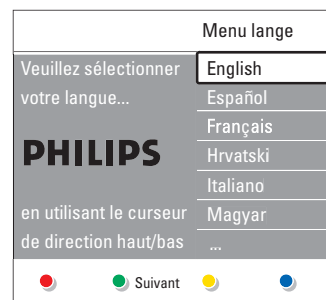 Menu lange
Veuillez sélectionner
votre langue...
PHILIPS
en utilisant le curseur
de direction haut/bas
English
Español
Français
Hrvatski
Italiano
Magyar
...
Suivant